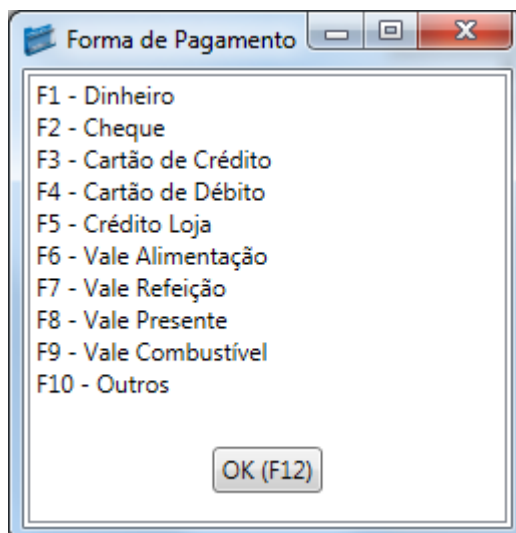 Forma de Pagamento
F1 - Dinheiro
F2 - Cheque
F3 - Cartão de Crédito
F4 - Cartão de Débito
F5 - Crédito Loja
F6 - Vale Alimentação
F7 - Vale Refeição
F8 - Vale Presente
F9 - Vale Combustível
F10 - Outros
OK (F12)